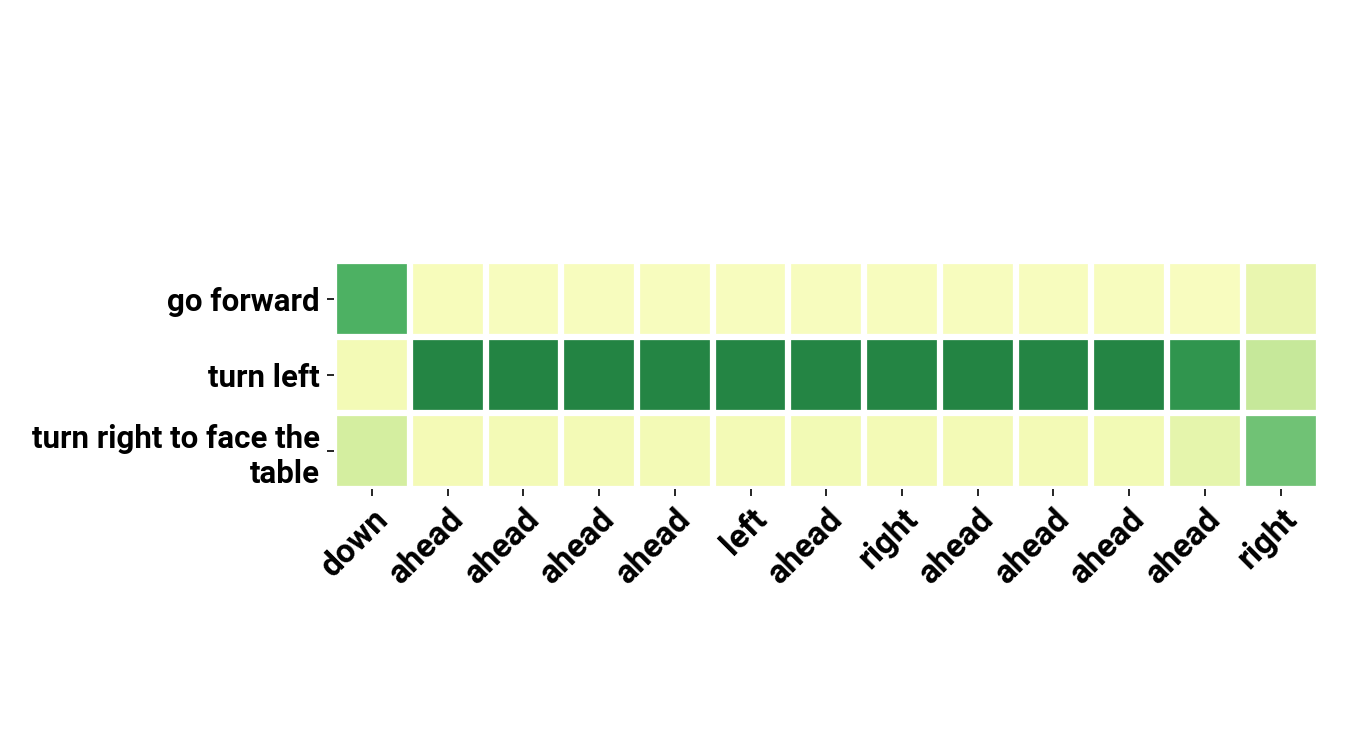 go forward
turn left
turn right to face the
table
down
ahead
ahead
ahead
ahead
left
ahead
right
ahead
ahead
ahead
ahead
right